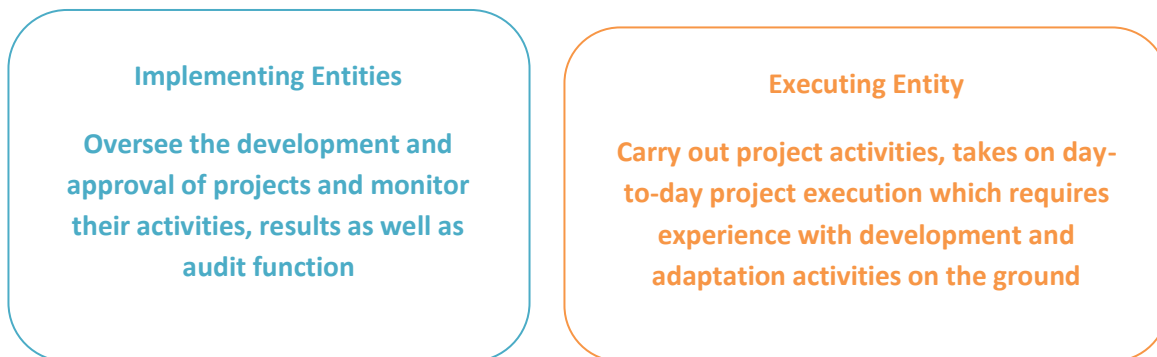 Implementing Entities
Oversee the development and
approval of projects and monitor
their activities, results as well as
audit function
Executing Entity
Carry out project activities, takes on day-
to-day project execution which requires
experience with development and
adaptation activities on the ground